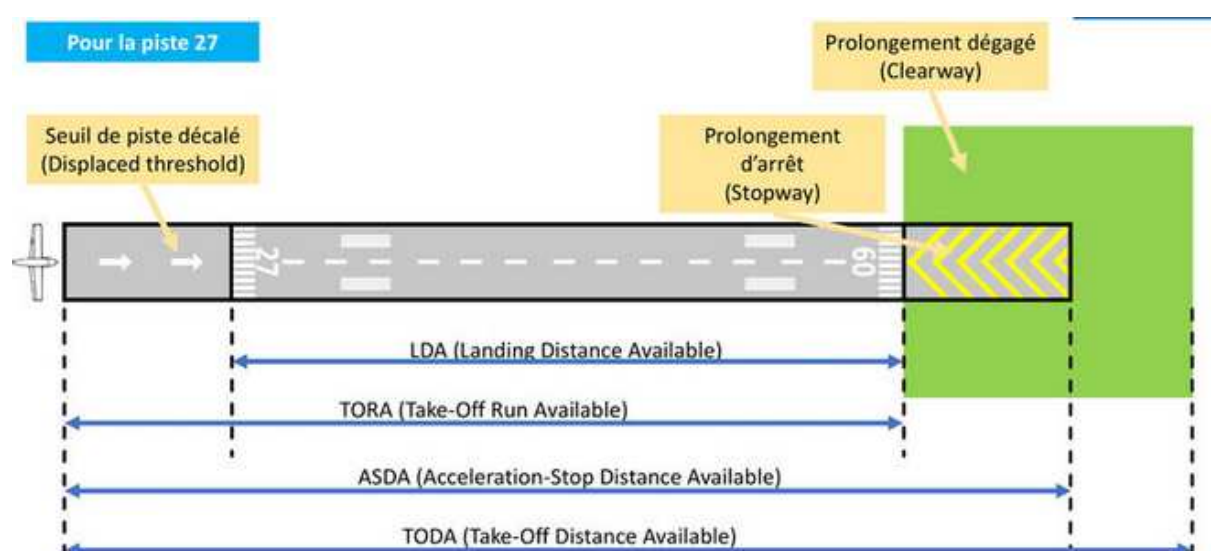 Pour la piste 27
Prolongement dégagé
(Clearway)
Seuil de piste décalé
(Displaced threshold)
Prolongement
d’arrêt
(Stopway)
27
09
LDA (Landing Distance Available)
TORA (Take-Off Run Available)
ASDA (Acceleration-Stop Distance Available)
TODA (Take-Off Distance Available)